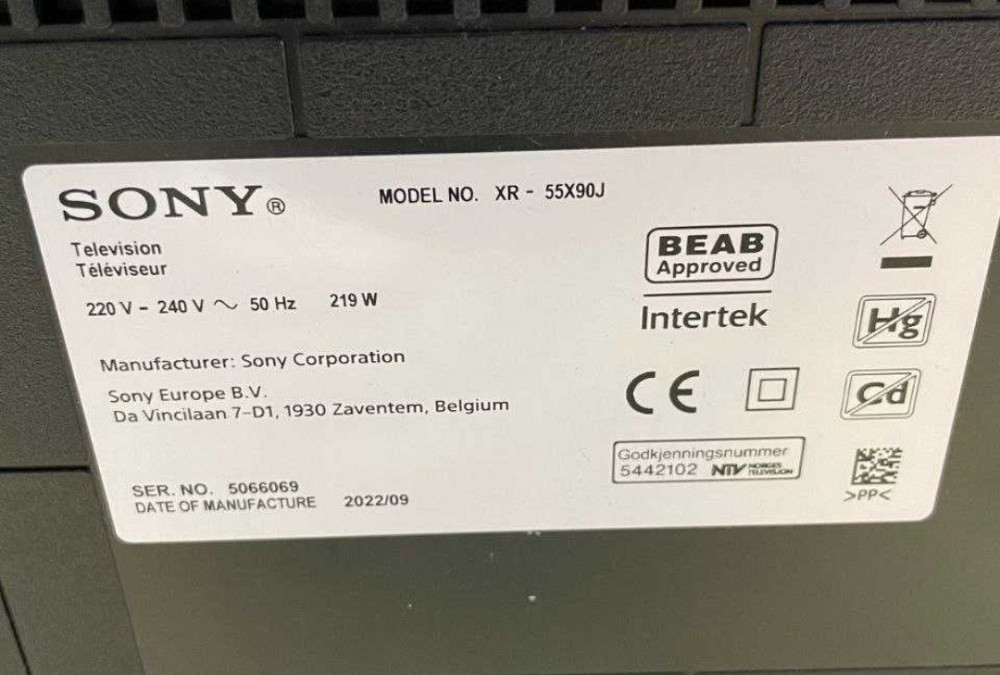 SONY®
MODEL NO. XR - 55X90J
Television
Téléviseur
220 V - 240 V ~ 50 Hz 219 W
BEAB
Approved
Intertek
Manufacturer: Sony Corporation
Sony Europe B.V.
Da Vincilaan 7-D1, 1930 Zaventem, Belgium
Hg
CE
Cd
Godkjenningsnummer
5442102 NTV NORGES
TELEVISJON
SER. NO. 5066069
DATE OF MANUFACTURE 2022/09
>PP<